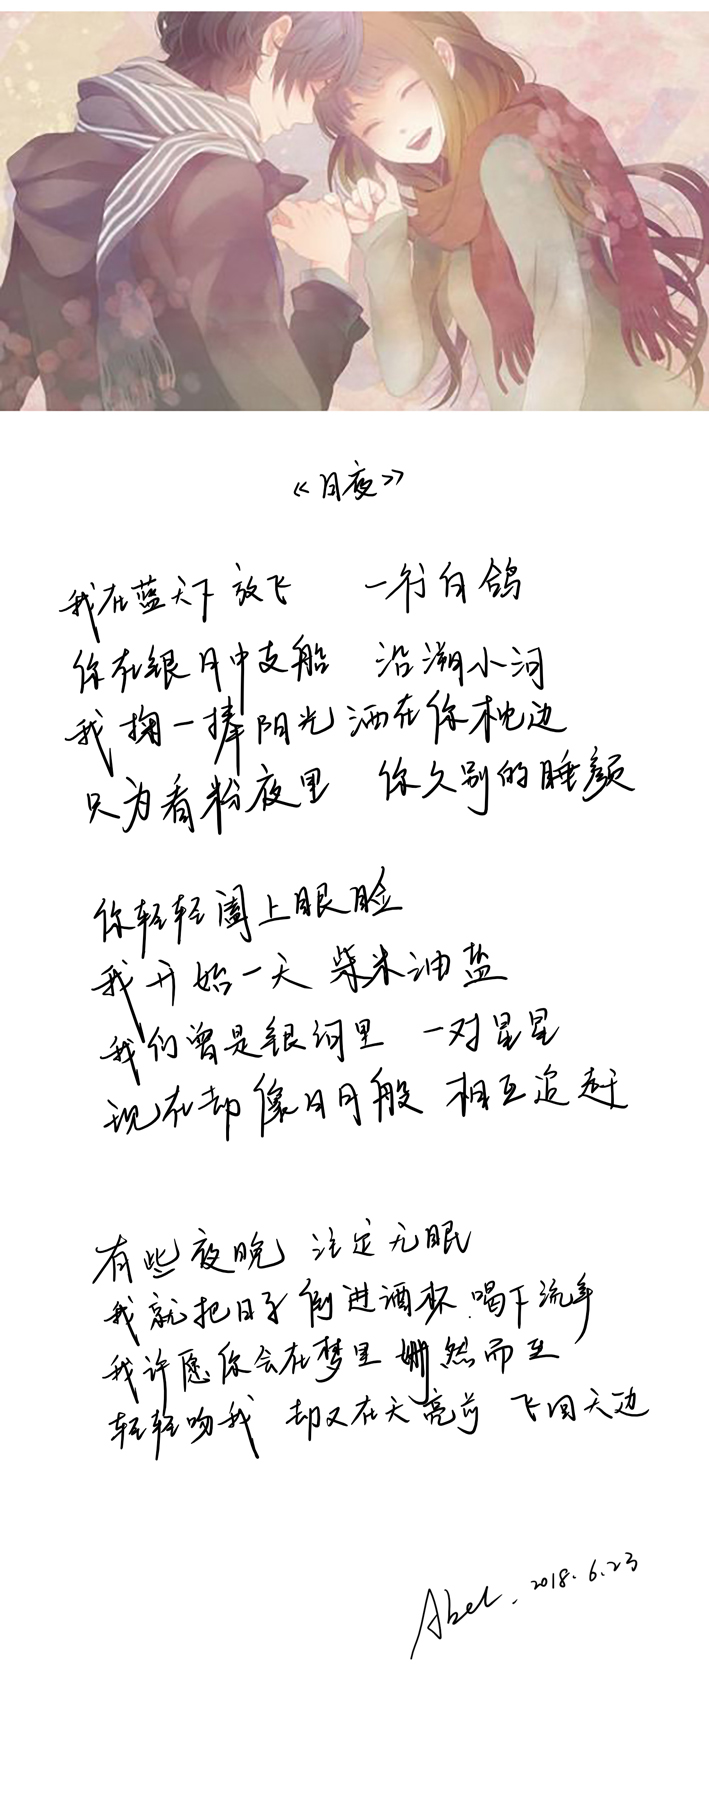 《日夜》
我在蓝天下 放飞 一行白鸽
你在银月中支船 沿溯小河
我掬一捧阳光 洒在你枕边
只为看粉夜里 你久别的睡颜
你轻轻阖上眼睑
我开始一天 柴米油盐
我们曾是银河里 一对星星
现在却像日月般 相互追赶
有些夜晚 注定无眠
我就把日子倒进酒杯 喝下流年
我许愿你会在梦里 姗然而至
轻轻吻我 却又在天亮前 飞回天边
Abel. 2018.6.23